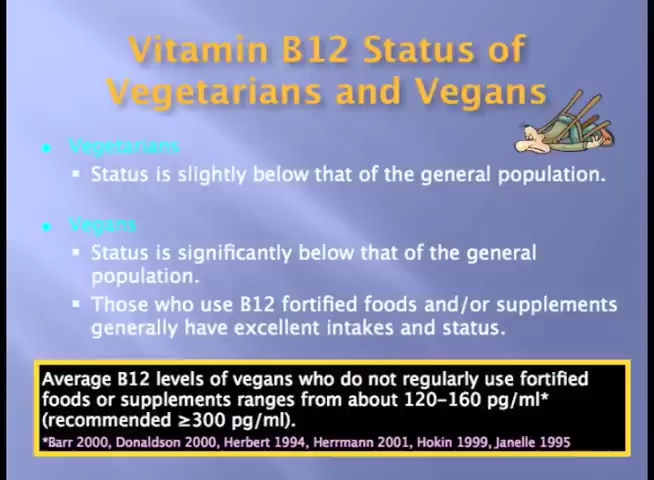 Vitamin B12 Status of
Vegetarians and Vegans
• Vegetarians
▪ Status is slightly below that of the general population.
• Vegans
▪ Status is significantly below that of the general
population.
▪ Those who use B12 fortified foods and/or supplements
generally have excellent intakes and status.
Average B12 levels of vegans who do not regularly use fortified
foods or supplements ranges from about 120–160 pg/ml*
(recommended ≥300 pg/ml).
*Barr 2000, Donaldson 2000, Herbert 1994, Herrmann 2001, Hokin 1999, Janelle 1995